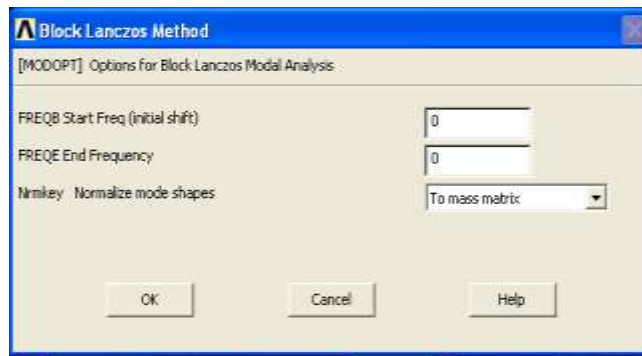 Block Lanczos Method
[MODOPT] Options for Block Lanczos Modal Analysis
FREQB Start Freq (initial shift) 0
FREQE End Frequency 0
Nrmkey Normalize mode shapes To mass matrix
OK Cancel Help